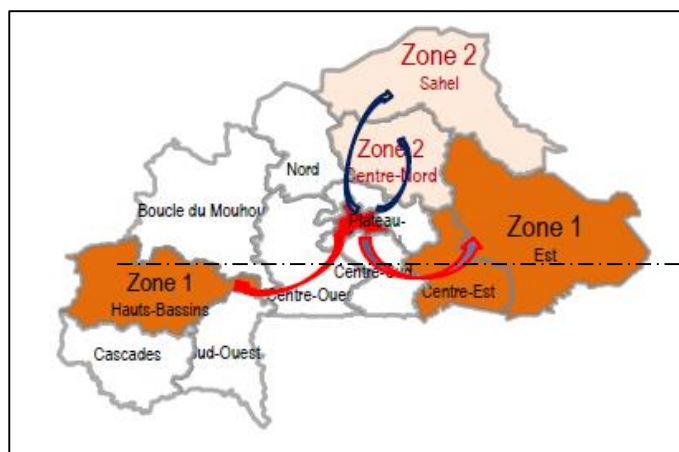 Zone 2
Sahel
Zone 2
Centre-Nord
Nord
Boucle du Mouhou
Plateau-
Zone 1
Est
Centre-Sud
Zone 1
Hauts-Bassins
Centre-Oue
Centre-Est
Cascades
Sud-Ouest